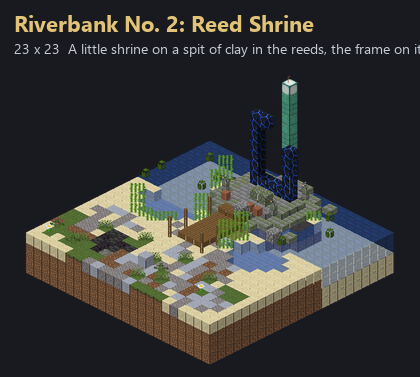 Riverbank No. 2: Reed Shrine
23 x 23 A little shrine on a spit of clay in the reeds, the frame on it